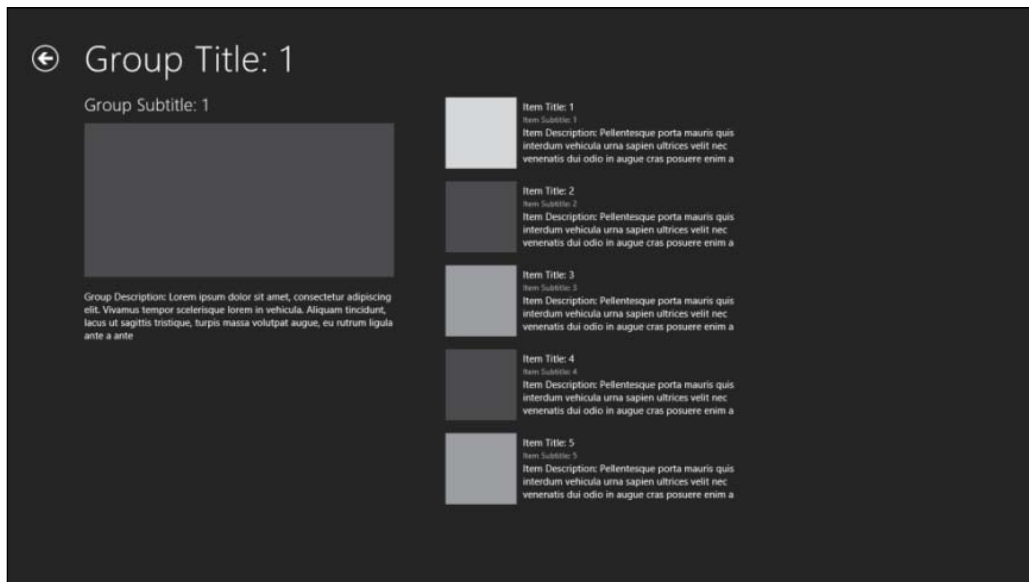 Group Title: 1
Group Subtitle: 1
Group Description: Lorem ipsum dolor sit amet, consectetur adipiscing
elit. Vivamus tempor scelerisque lorem in vehicula. Aliquam tincidunt,
lacus ut sagittis tristique, turpis massa volutpat augue, eu rutrum ligula
ante a ante
Item Title: 1
Item Subtitle: 1
Item Description: Pellentesque porta mauris quis
interdum vehicula urna sapien ultrices velit nec
venenatis dui odio in augue cras posuere enim a
Item Title: 2
Item Subtitle: 2
Item Description: Pellentesque porta mauris quis
interdum vehicula urna sapien ultrices velit nec
venenatis dui odio in augue cras posuere enim a
Item Title: 3
Item Subtitle: 3
Item Description: Pellentesque porta mauris quis
interdum vehicula urna sapien ultrices velit nec
venenatis dui odio in augue cras posuere enim a
Item Title: 4
Item Subtitle: 4
Item Description: Pellentesque porta mauris quis
interdum vehicula urna sapien ultrices velit nec
venenatis dui odio in augue cras posuere enim a
Item Title: 5
Item Subtitle: 5
Item Description: Pellentesque porta mauris quis
interdum vehicula urna sapien ultrices velit nec
venenatis dui odio in augue cras posuere enim a